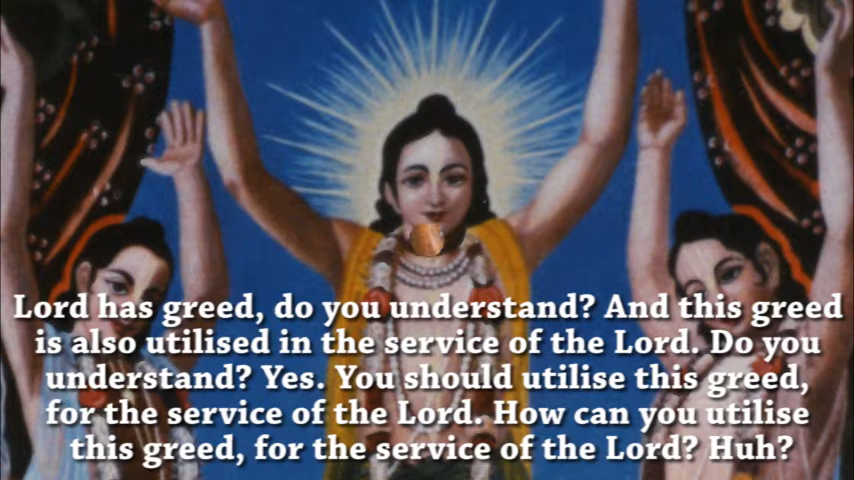 Lord has greed, do you understand? And this greed
is also utilised in the service of the Lord. Do you
understand? Yes. You should utilise this greed,
for the service of the Lord. How can you utilise
this greed, for the service of the Lord? Huh?